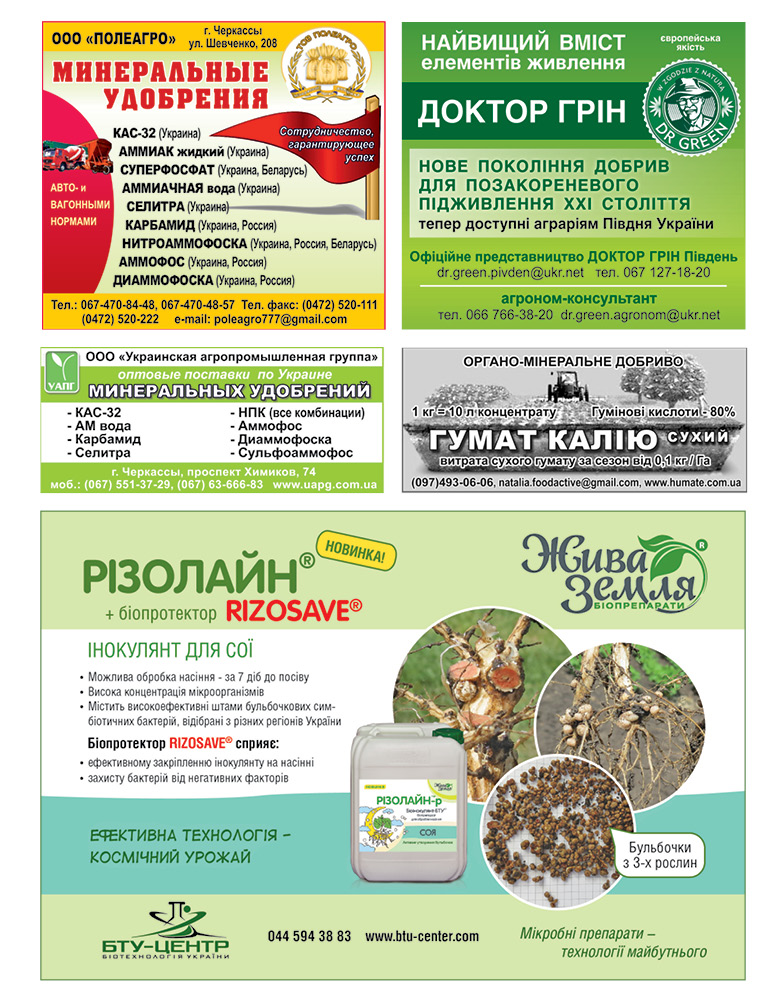 ООО «ПОЛЕАГРО»
г. Черкассы
ул. Шевченко, 208
ТОВ ПОЛЕАГРО
МИНЕРАЛЬНЫЕ
УДОБРЕНИЯ
Сотрудничество,
гарантирующее
успех
КАС-32 (Украина)
АММИАК жидкий (Украина)
СУПЕРФОСФАТ (Украина, Беларусь)
АММИАЧНАЯ вода (Украина)
СЕЛИТРА (Украина)
КАРБАМИД (Украина, Россия)
НИТРОАММОФОСКА (Украина, Россия, Беларусь)
АММОФОС (Украина, Россия)
ДИАММОФОСКА (Украина, Россия)
АВТО- и
ВАГОННЫМИ
НОРМАМИ
Тел.: 067-470-84-48, 067-470-48-57 Тел. факс: (0472) 520-111
(0472) 520-222 e-mail: poleagro777@gmail.com
НАЙВИЩИЙ ВМІСТ
елементів живлення
європейська
якість
ДОКТОР ГРІН
W ZGODZIE Z NATURĄ
DR GREEN
НОВЕ ПОКОЛІННЯ ДОБРИВ
ДЛЯ ПОЗАКОРЕНЕВОГО
ПІДЖИВЛЕННЯ ХХІ СТОЛІТТЯ
тепер доступні аграріям Півдня України
Офіційне представництво ДОКТОР ГРІН Південь
dr.green.pivden@ukr.net тел. 067 127-18-20
агроном-консультант
тел. 066 766-38-20 dr.green.agronom@ukr.net
УАПГ
ООО «Украинская агропромышленная группа»
оптовые поставки по Украине
МИНЕРАЛЬНЫХ УДОБРЕНИЙ
- КАС-32
- АМ вода
- Карбамид
- Селитра
- НПК (все комбинации)
- Аммофос
- Диаммофоска
- Сульфоаммофос
г. Черкассы, проспект Химиков, 74
моб.: (067) 551-37-29, (067) 63-666-83 www.uapg.com.ua
ОРГАНО-МІНЕРАЛЬНЕ ДОБРИВО
1 кг = 10 л концентрату Гумінові кислоти - 80%
ГУМАТ КАЛІЮ СУХИЙ
витрата сухого гумату за сезон від 0,1 кг / Га
(097)493-06-06, natalia.foodactive@gmail.com, www.humate.com.ua
РІЗОЛАЙН®
НОВИНКА!
+ біопротектор RIZOSAVE®
Жива Земля®
БІОПРЕПАРАТИ
ІНОКУЛЯНТ ДЛЯ СОЇ
• Можлива обробка насіння - за 7 діб до посіву
• Висока концентрація мікроорганізмів
• Містить високоефективні штами бульбочкових сим-
біотичних бактерій, відібрані з різних регіонів України
Біопротектор RIZOSAVE® сприяє:
• ефективному закріпленню інокулянту на насінні
• захисту бактерій від негативних факторів
ЕФЕКТИВНА ТЕХНОЛОГІЯ –
КОСМІЧНИЙ УРОЖАЙ
Жива Земля
РІЗОЛАЙН-р
СОЯ
Бульбочки
з 3-х рослин
БТУ-ЦЕНТР
БІОТЕХНОЛОГІЯ УКРАЇНИ
044 594 38 83 www.btu-center.com
Мікробні препарати –
технології майбутнього